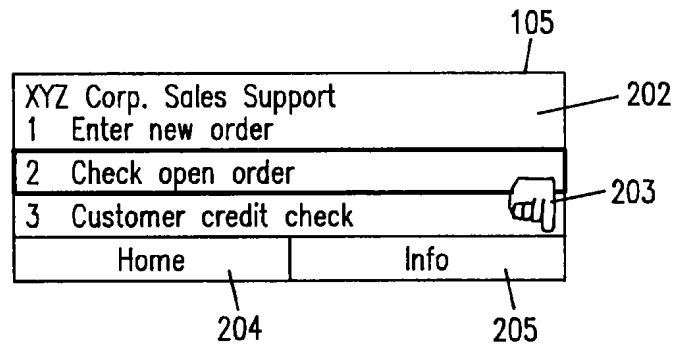 105
XYZ Corp. Sales Support
202
1 Enter new order
2 Check open order
203
3 Customer credit check
Home Info
204 205